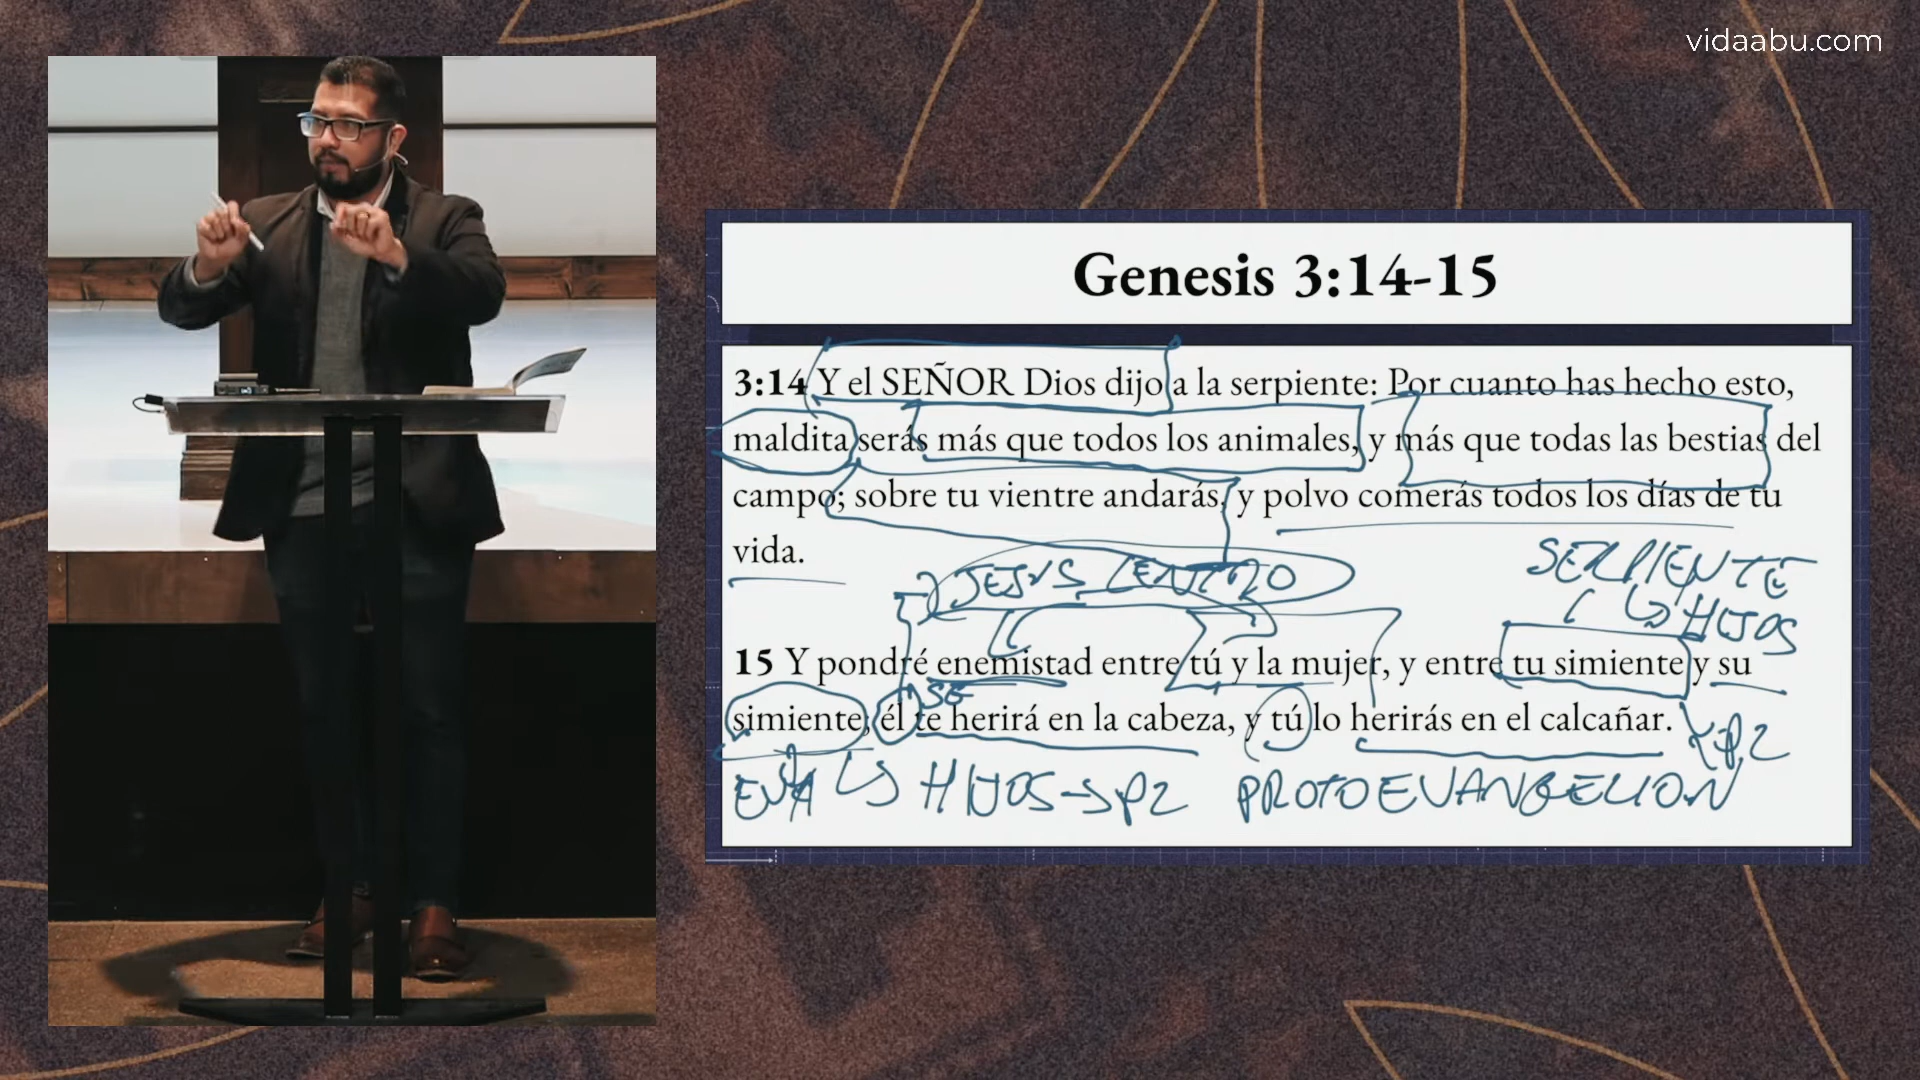 vidaabu.com
Genesis 3:14-15
3:14 Y el SEÑOR Dios dijo a la serpiente: Por cuanto has hecho esto,
maldita serás más que todos los animales, y más que todas las bestias del
campo; sobre tu vientre andarás, y polvo comerás todos los días de tu
vida.
SERPIENTE
JESUS CENTRO
HIJOS
15 Y pondré enemistad entre tú y la mujer, y entre tu simiente y su
SE
simiente; él te herirá en la cabeza, y tú lo herirás en el calcañar.
EVA HIJOS P2 PROTOEVANGELION